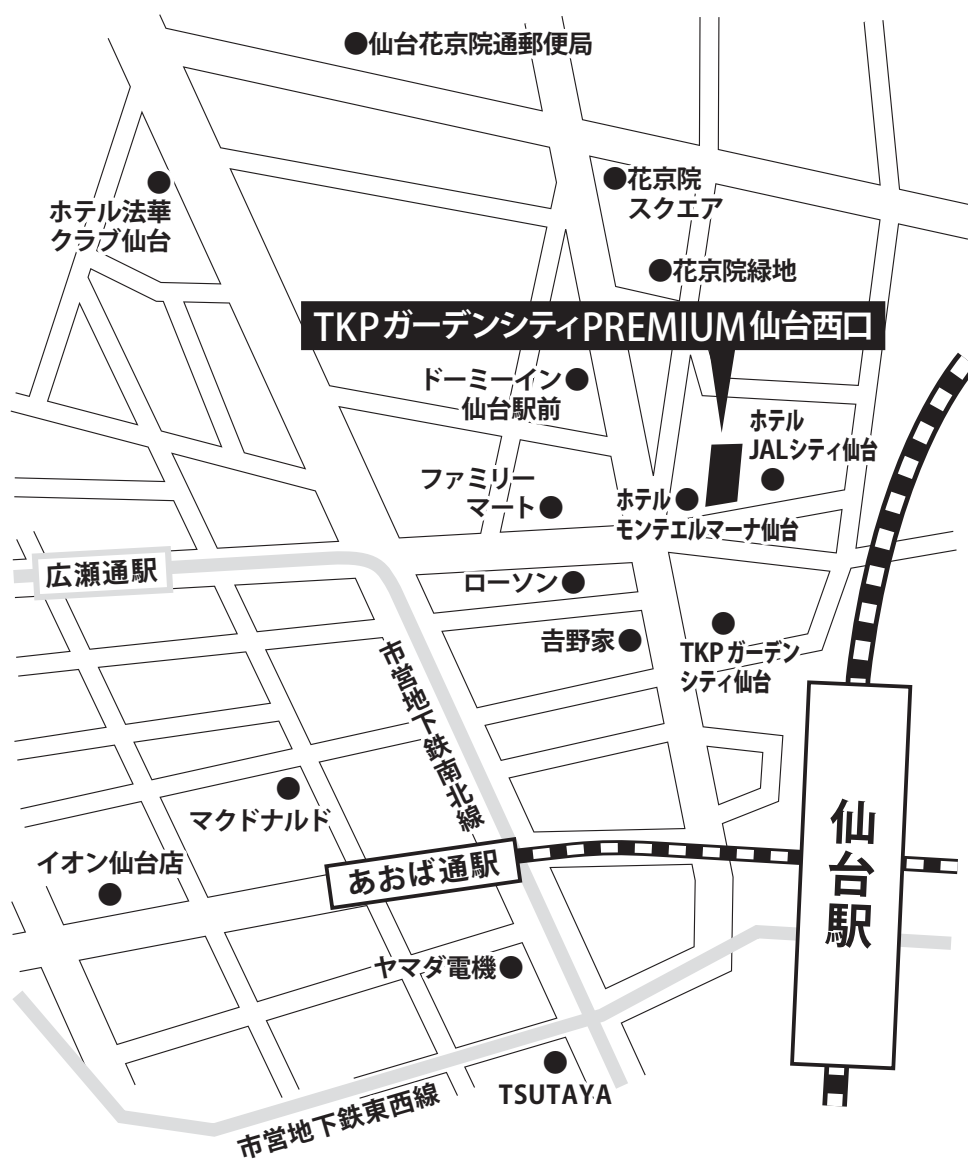 仙台花京院通郵便局
花京院
スクエア
ホテル法華
クラブ仙台
花京院緑地
TKPガーデンシティPREMIUM仙台西口
ドーミーイン
仙台駅前
ホテル
JALシティ仙台
ファミリー
マート
ホテル
モンテエルマーナ仙台
広瀬通駅
ローソン
𠮷野家
TKPガーデン
シティ仙台
市営地下鉄南北線
マクドナルド
仙台駅
イオン仙台店
あおば通駅
ヤマダ電機
TSUTAYA
市営地下鉄東西線